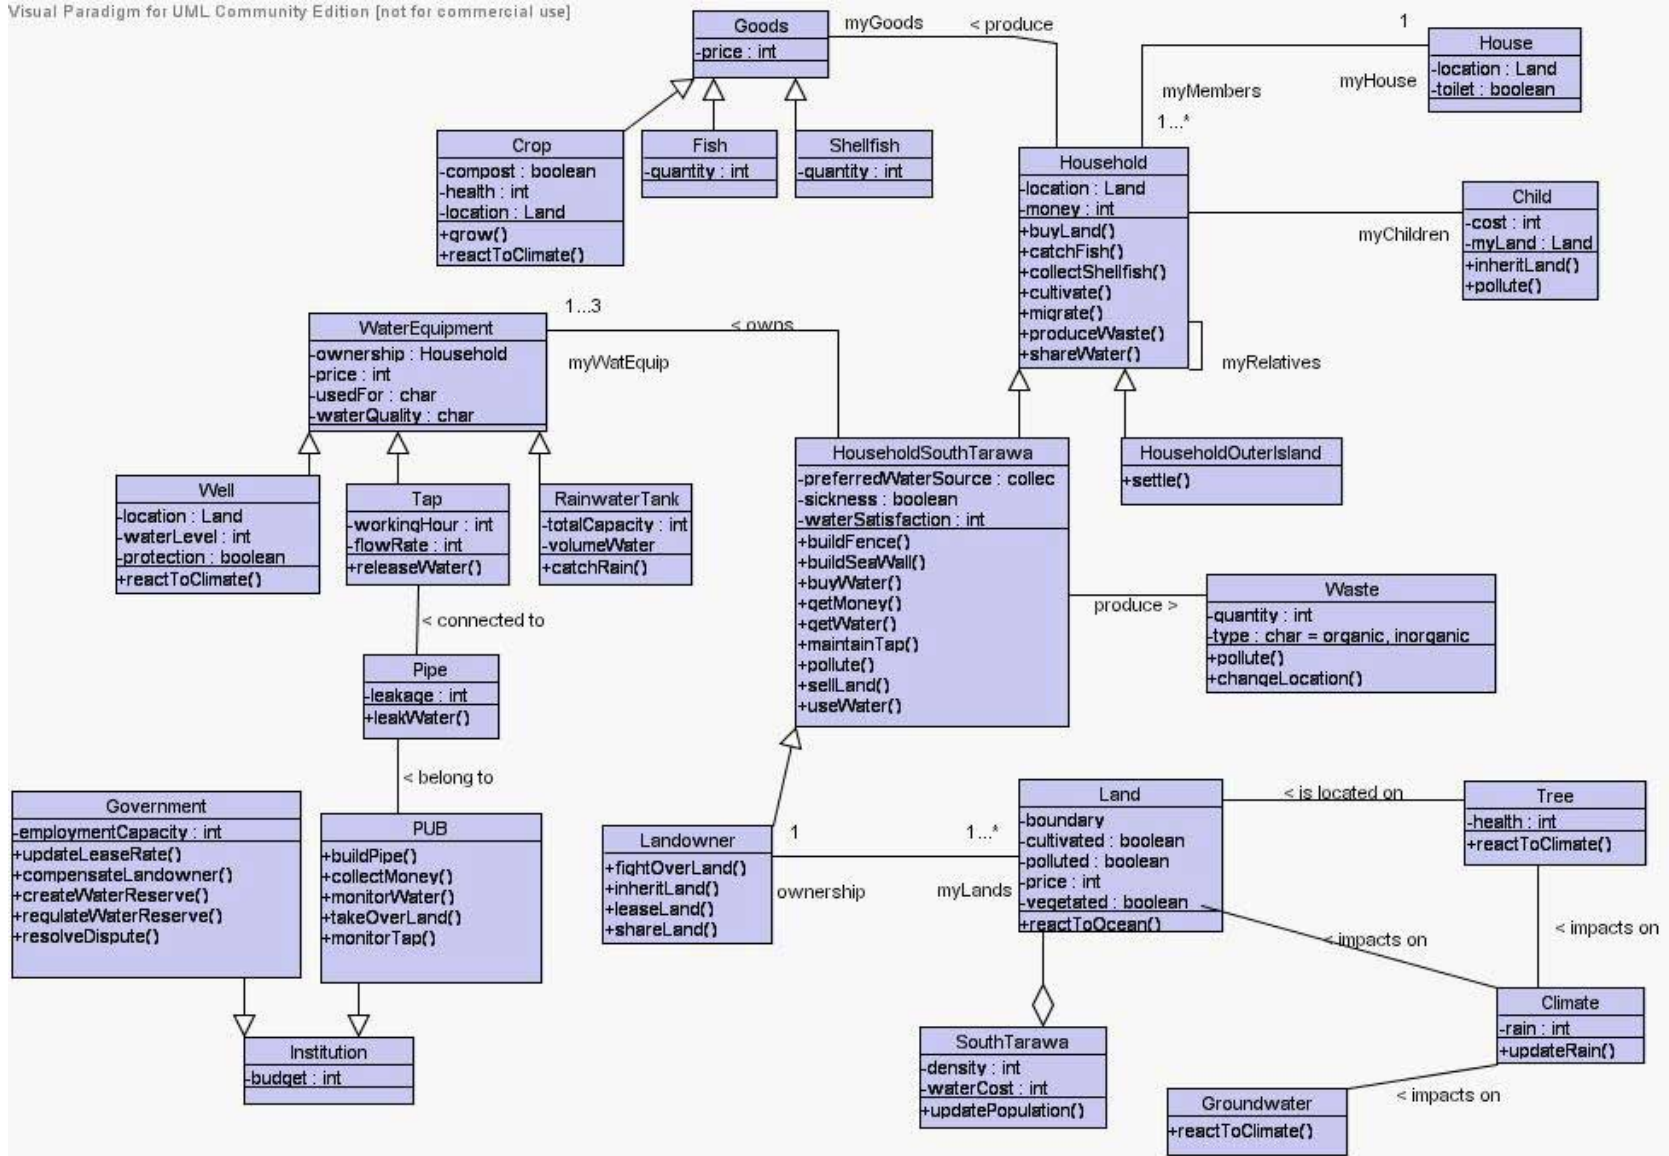 Visual Paradigm for UML Community Edition [not for commercial use]
Goods
-price : int
myGoods
< produce
1
House
-location : Land
-toilet : boolean
myHouse
myMembers
1...*
Crop
-compost : boolean
-health : int
-location : Land
+grow()
+reactToClimate()
Fish
-quantity : int
Shellfish
-quantity : int
Household
-location : Land
-money : int
+buyLand()
+catchFish()
+collectShellfish()
+cultivate()
+migrate()
+produceWaste()
+shareWater()
Child
-cost : int
-myLand : Land
+inheritLand()
+pollute()
myChildren
myRelatives
WaterEquipment
-ownership : Household
-price : int
-usedFor : char
-waterQuality : char
1...3
< owns
myWatEquip
HouseholdSouthTarawa
-preferredWaterSource : collec
-sickness : boolean
-waterSatisfaction : int
+buildFence()
+buildSeaWall()
+buyWater()
+getMoney()
+getWater()
+maintainTap()
+pollute()
+sellLand()
+useWater()
HouseholdOuterIsland
+settle()
Well
-location : Land
-waterLevel : int
-protection : boolean
+reactToClimate()
Tap
-workingHour : int
-flowRate : int
+releaseWater()
RainwaterTank
-totalCapacity : int
-volumeWater
+catchRain()
< connected to
produce >
Waste
-quantity : int
-type : char = organic, inorganic
+pollute()
+changeLocation()
Pipe
-leakage : int
+leakWater()
< belong to
Government
-employmentCapacity : int
+updateLeaseRate()
+compensateLandowner()
+createWaterReserve()
+regulateWaterReserve()
+resolveDispute()
PUB
+buildPipe()
+collectMoney()
+monitorWater()
+takeOverLand()
+monitorTap()
Landowner
+fightOverLand()
+inheritLand()
+leaseLand()
+shareLand()
1
1...*
ownership
myLands
Land
-boundary
-cultivated : boolean
-polluted : boolean
-price : int
-vegetated : boolean
+reactToOcean()
< is located on
Tree
-health : int
+reactToClimate()
< impacts on
< impacts on
Climate
-rain : int
+updateRain()
Institution
-budget : int
SouthTarawa
-density : int
-waterCost : int
+updatePopulation()
< impacts on
Groundwater
+reactToClimate()